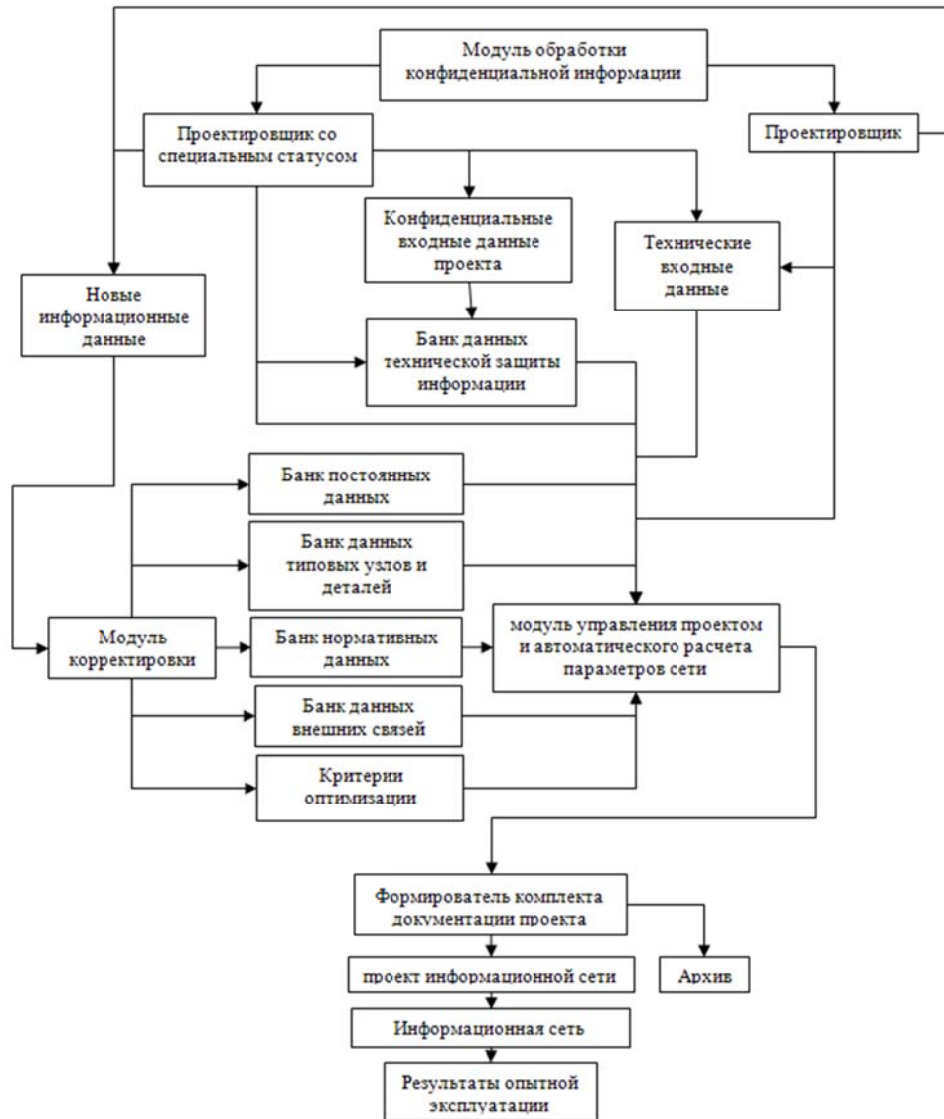 Модуль обработки
конфиденциальной информации
Проектировщик со
специальным статусом
Проектировщик
Конфиденциальные
входные данные
проекта
Технические
входные
данные
Новые
информационные
данные
Банк данных
технической защиты
информации
Банк постоянных
данных
Банк данных
типовых узлов и
деталей
Модуль
корректировки
Банк нормативных
данных
модуль управления проектом
и автоматического расчета
параметров сети
Банк данных
внешних связей
Критерии
оптимизации
Формирователь комплекта
документации проекта
проект информационной сети
Архив
Информационная сеть
Результаты опытной
эксплуатации